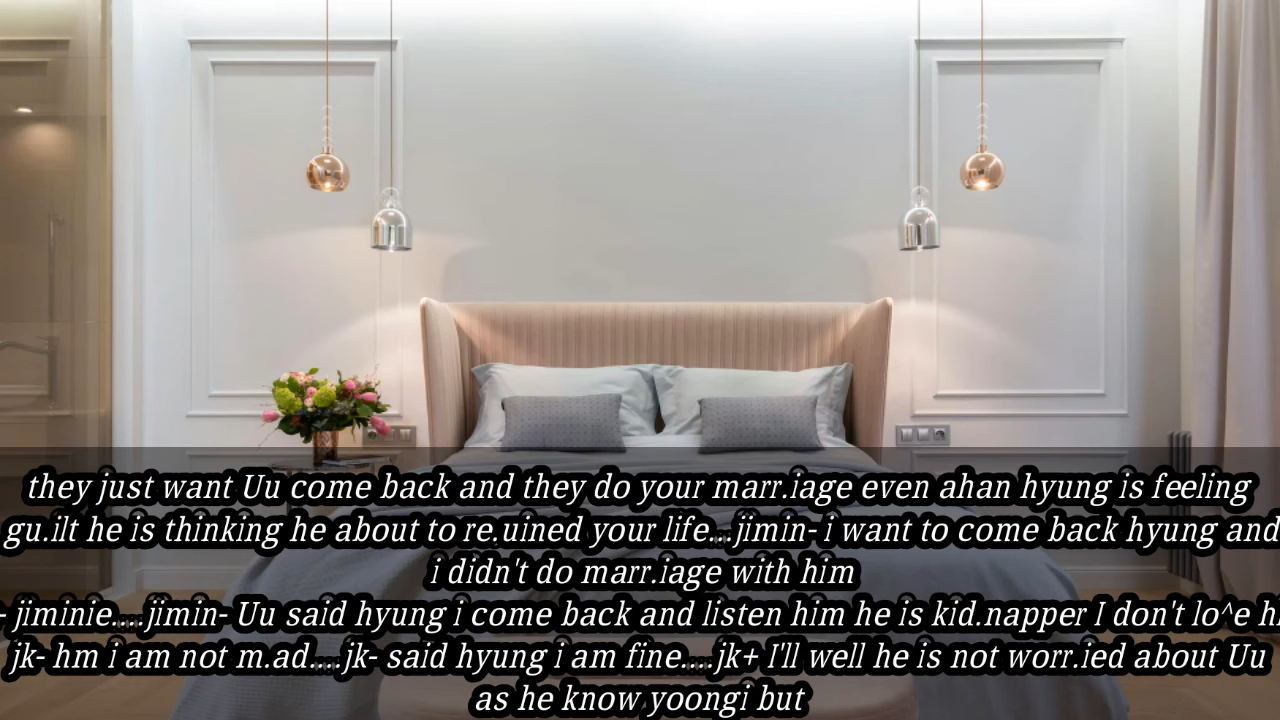 they just want Uu come back and they do your marr.iage even ahan hyung is feeling
gu.ilt he is thinking he about to re.uined your life...jimin- i want to come back hyung and
i didn't do marr.iage with him
- jiminie....jimin- Uu said hyung i come back and listen him he is kid.napper I don't lo^e
jk- hm i am not m.ad....jk- said hyung i am fine....jk+ I'll well he is not worr.ied about Uu
as he know yoongi but